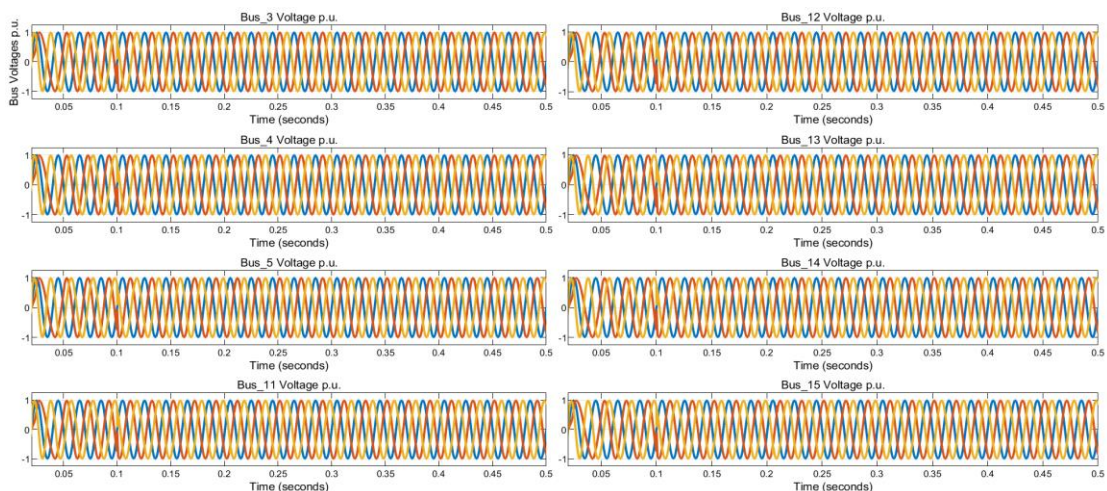 Bus_3 Voltage p.u.
Bus Voltages p.u.
1
0
-1
0.05 0.1 0.15 0.2 0.25 0.3 0.35 0.4 0.45 0.5
Time (seconds)
Bus_12 Voltage p.u.
1
0
-1
0.05 0.1 0.15 0.2 0.25 0.3 0.35 0.4 0.45 0.5
Time (seconds)
Bus_4 Voltage p.u.
1
0
-1
0.05 0.1 0.15 0.2 0.25 0.3 0.35 0.4 0.45 0.5
Time (seconds)
Bus_13 Voltage p.u.
1
0
-1
0.05 0.1 0.15 0.2 0.25 0.3 0.35 0.4 0.45 0.5
Time (seconds)
Bus_5 Voltage p.u.
1
0
-1
0.05 0.1 0.15 0.2 0.25 0.3 0.35 0.4 0.45 0.5
Time (seconds)
Bus_14 Voltage p.u.
1
0
-1
0.05 0.1 0.15 0.2 0.25 0.3 0.35 0.4 0.45 0.5
Time (seconds)
Bus_11 Voltage p.u.
1
0
-1
0.05 0.1 0.15 0.2 0.25 0.3 0.35 0.4 0.45 0.5
Time (seconds)
Bus_15 Voltage p.u.
1
0
-1
0.05 0.1 0.15 0.2 0.25 0.3 0.35 0.4 0.45 0.5
Time (seconds)